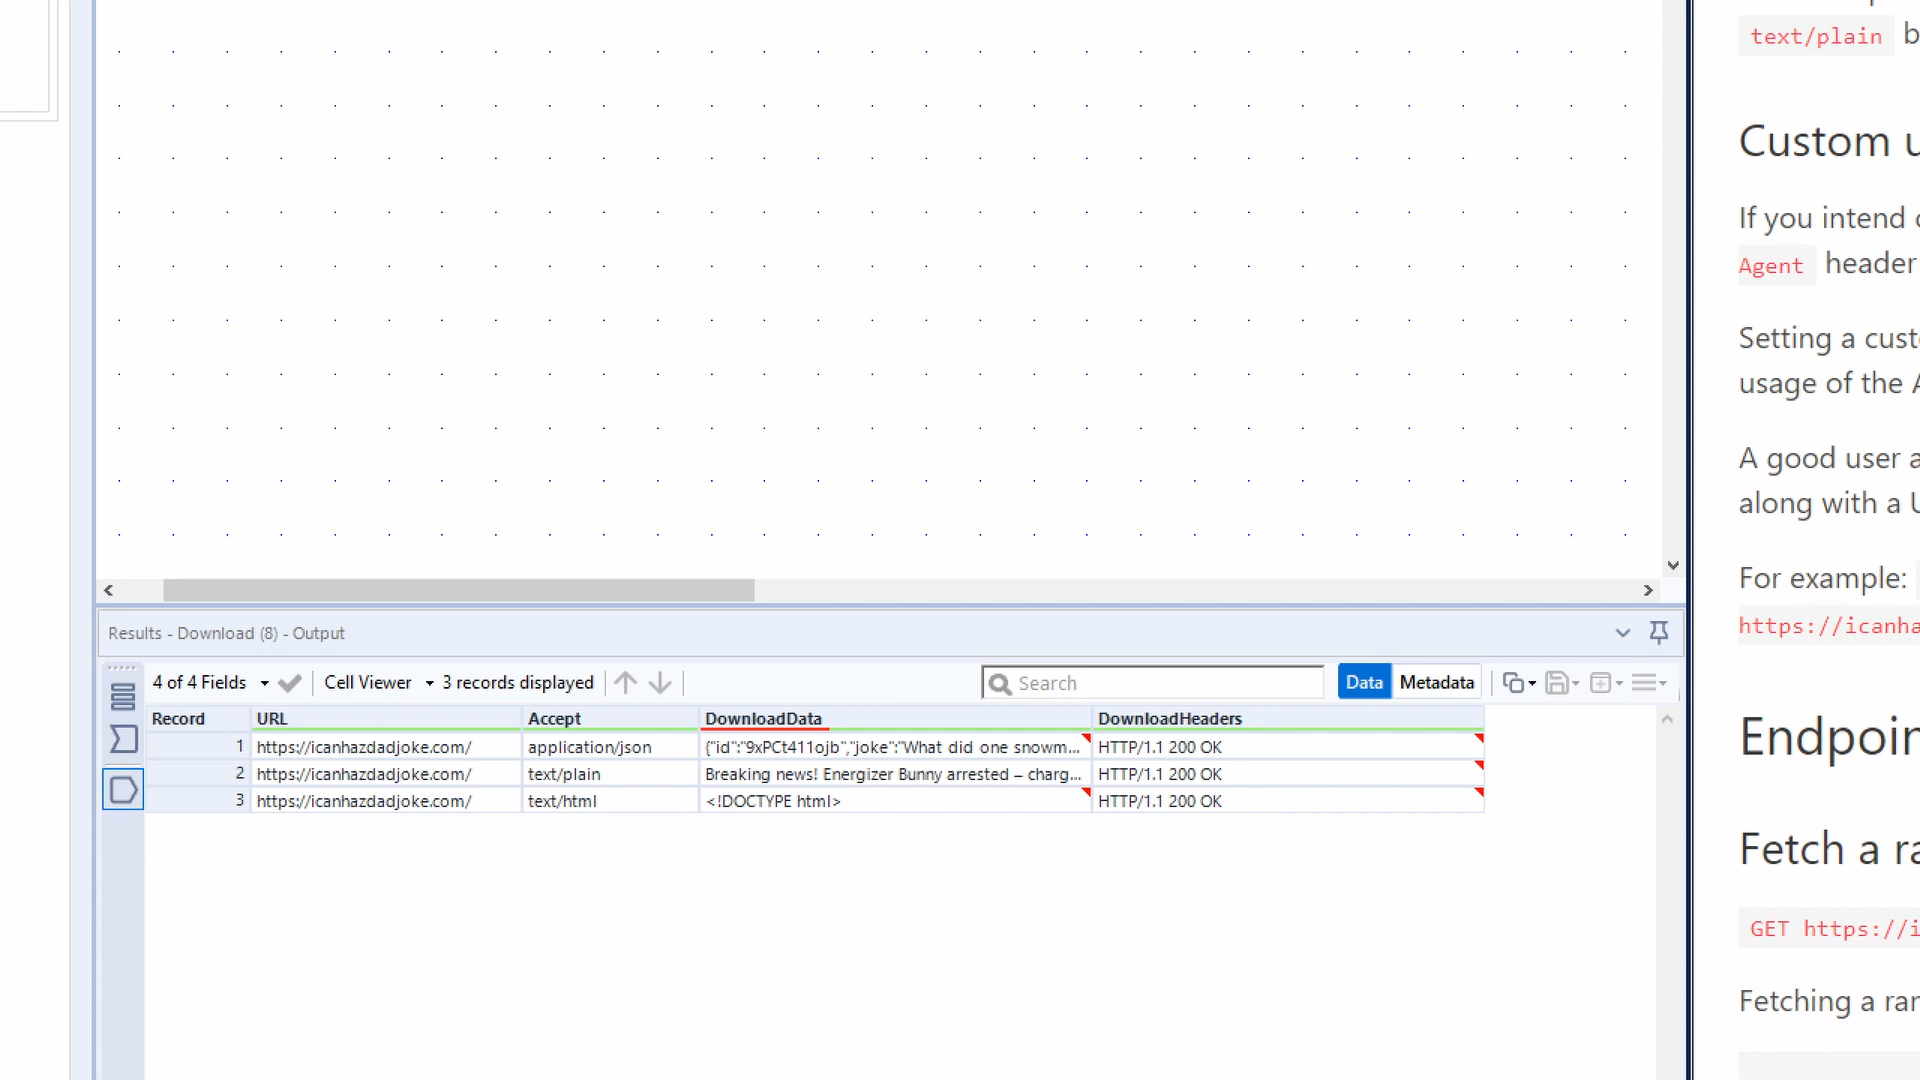 Results - Download (8) - Output
4 of 4 Fields Cell Viewer 3 records displayed Search Data Metadata
Record URL Accept DownloadData DownloadHeaders
1 https://icanhazdadjoke.com/ application/json {"id":"9xPCt411ojb","joke":"What did one snowm... HTTP/1.1 200 OK
2 https://icanhazdadjoke.com/ text/plain Breaking news! Energizer Bunny arrested – charg... HTTP/1.1 200 OK
3 https://icanhazdadjoke.com/ text/html <!DOCTYPE html> HTTP/1.1 200 OK
text/plain b
Custom u
If you intend
Agent header
Setting a cust
usage of the A
A good user a
along with a U
For example:
https://icanha
Endpoin
Fetch a ra
GET https://i
Fetching a ran